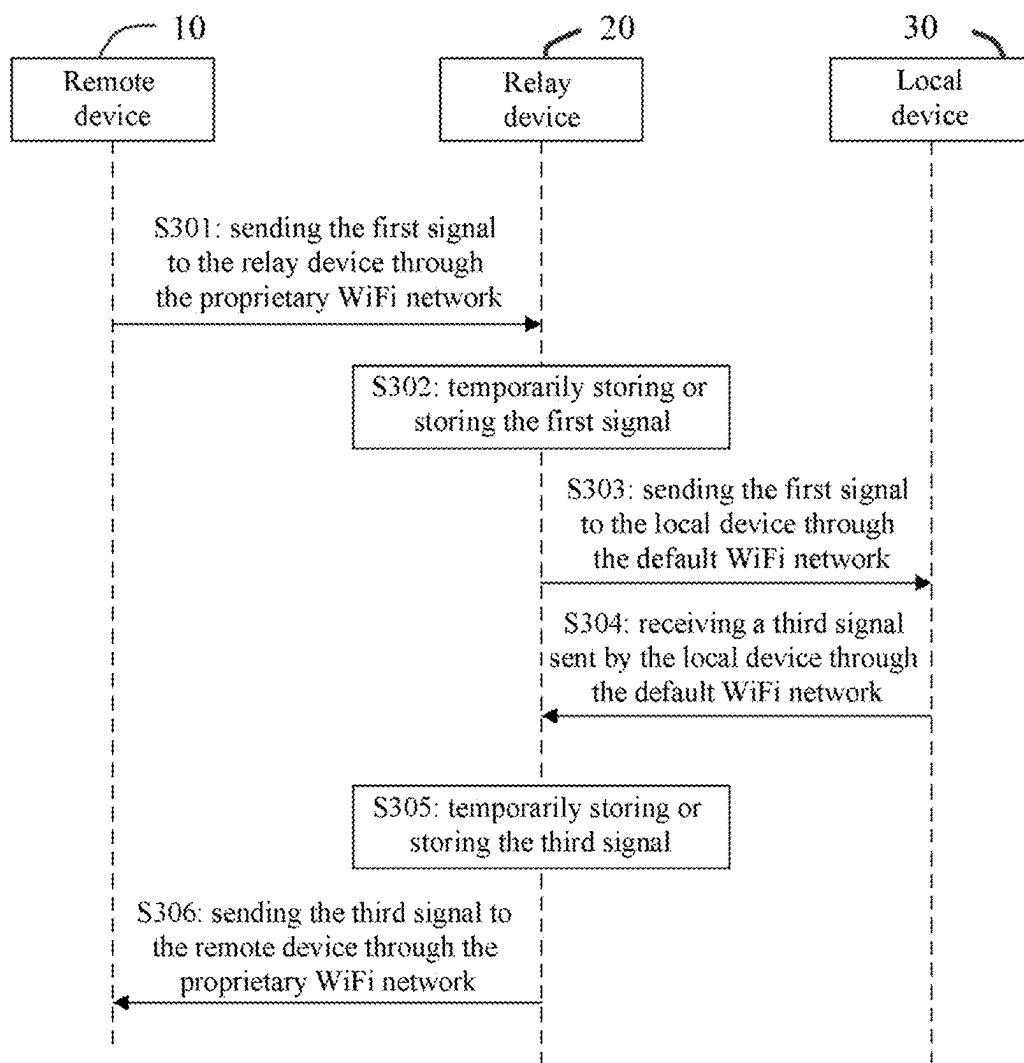 10
20
30
Remote
device
Relay
device
Local
device
S301: sending the first signal
to the relay device through
the proprietary WiFi network
S302: temporarily storing or
storing the first signal
S303: sending the first signal
to the local device through
the default WiFi network
S304: receiving a third signal
sent by the local device through
the default WiFi network
S305: temporarily storing or
storing the third signal
S306: sending the third signal to
the remote device through the
proprietary WiFi network